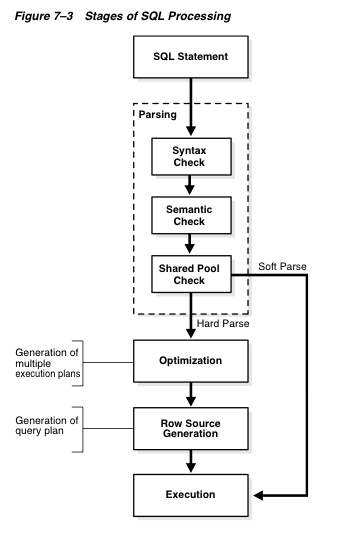 Figure 7–3 Stages of SQL Processing
SQL Statement
Parsing
Syntax
Check
Semantic
Check
Shared Pool
Check
Soft Parse
Hard Parse
Generation of
multiple
execution plans
Optimization
Generation of
query plan
Row Source
Generation
Execution